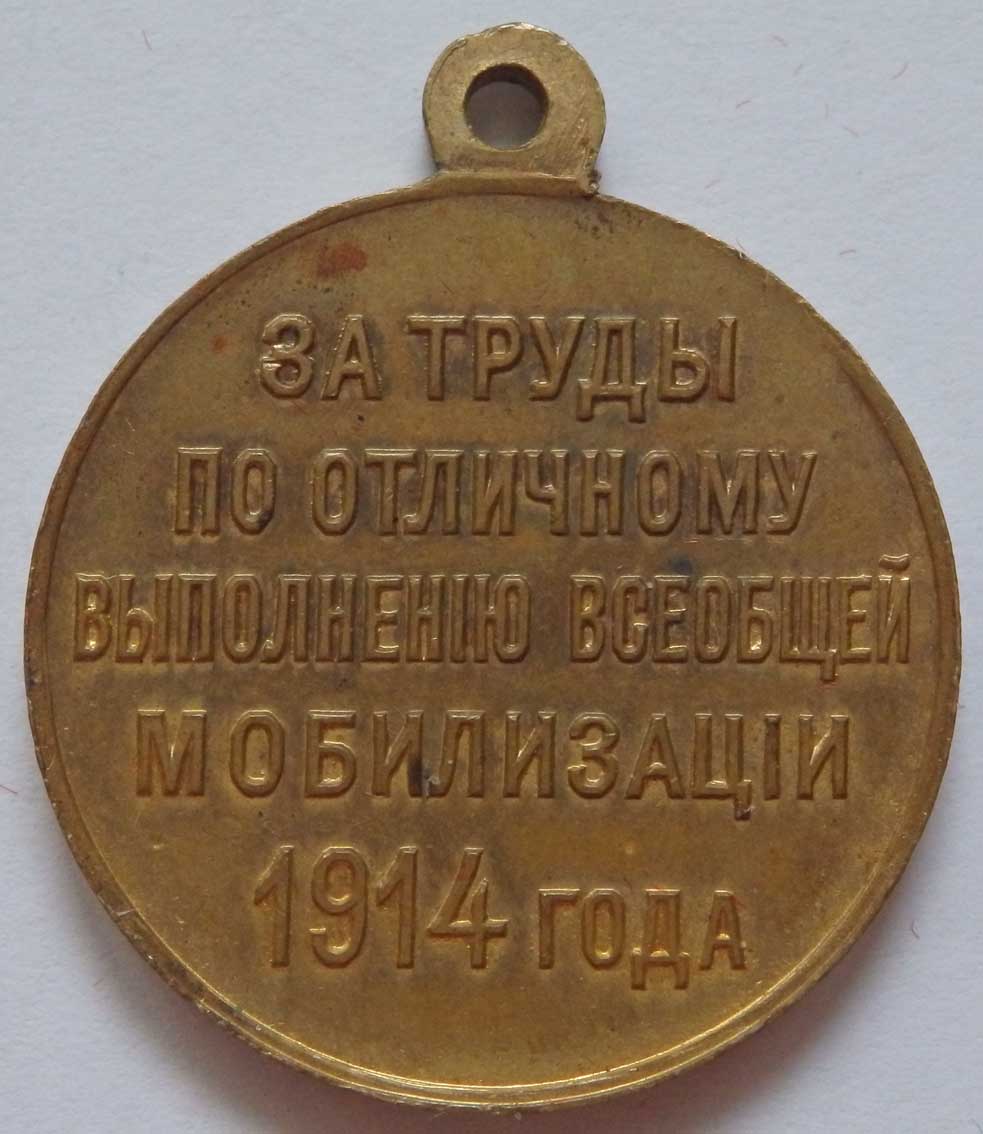 ЗА ТРУДЫ
ПО ОТЛИЧНОМУ
ВЫПОЛНЕНІЮ ВСЕОБЩЕЙ
МОБИЛИЗАЦІИ
1914 ГОДА